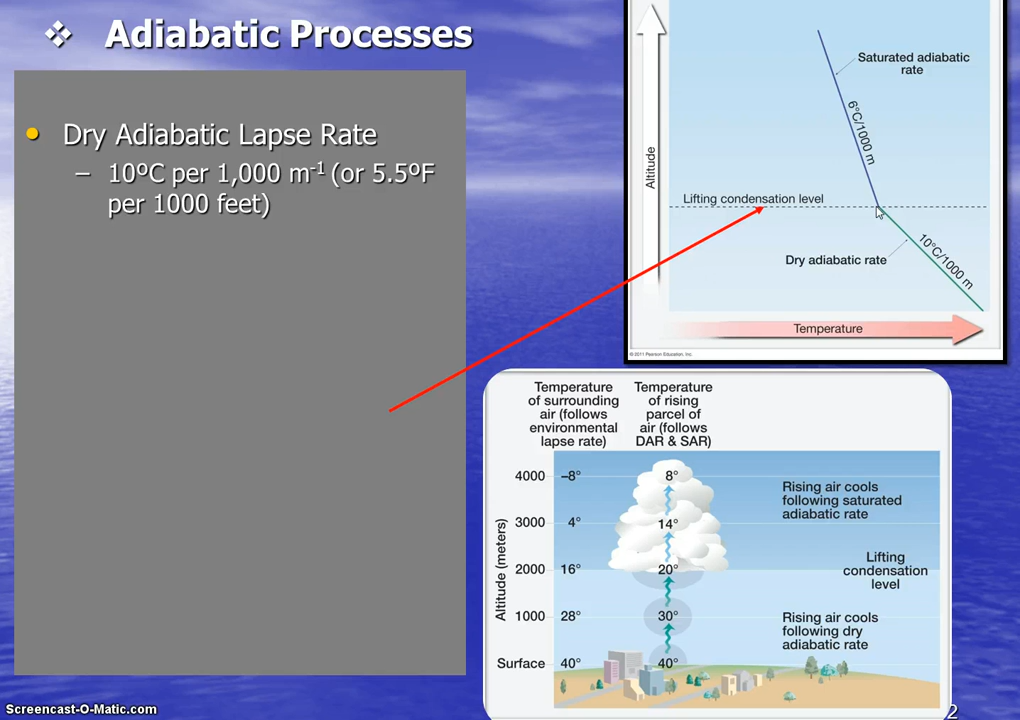 ❖ Adiabatic Processes
• Dry Adiabatic Lapse Rate
– 10ºC per 1,000 m⁻¹ (or 5.5ºF
per 1000 feet)
Saturated adiabatic
rate
6°C/1000 m
Altitude
Lifting condensation level
Dry adiabatic rate
10°C/1000 m
Temperature
© 2011 Pearson Education, Inc.
Temperature
of surrounding
air (follows
environmental
lapse rate)
Temperature
of rising
parcel of
air (follows
DAR & SAR)
Altitude (meters)
4000 –8° 8°
Rising air cools
following saturated
adiabatic rate
3000 4° 14°
2000 16° 20°
Lifting
condensation
level
1000 28° 30°
Rising air cools
following dry
adiabatic rate
Surface 40° 40°
Screencast-O-Matic.com
2